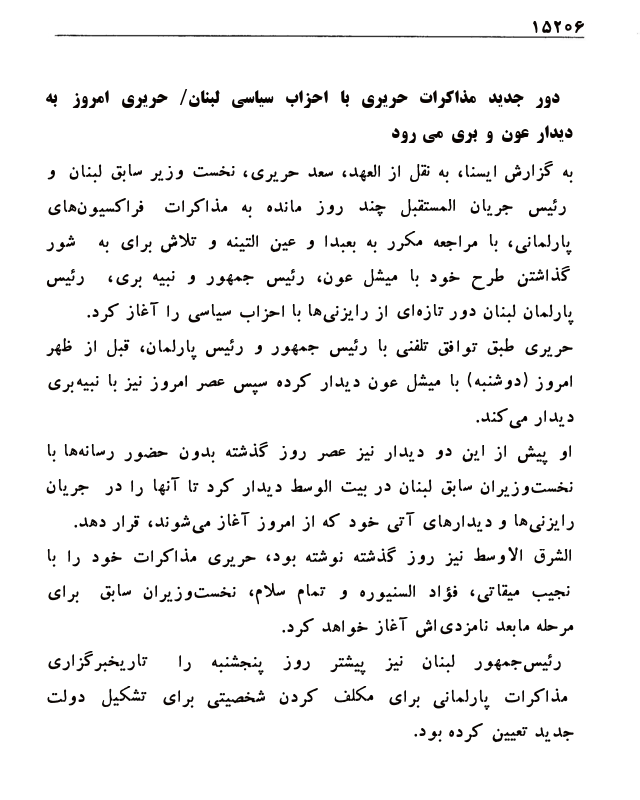 ۱۵۲۰۶
دور جدید مذاکرات حریری با احزاب سیاسی لبنان/ حریری امروز به
دیدار عون و بری می رود
به گزارش ایسنا، به نقل از العهد، سعد حریری، نخست وزیر سابق لبنان و
رئیس جریان المستقبل چند روز مانده به مذاکرات فراکسیون‌های
پارلمانی، با مراجعه مکرر به بعبدا و عین التینه و تلاش برای به شور
گذاشتن طرح خود با میشل عون، رئیس جمهور و نبیه بری، رئیس
پارلمان لبنان دور تازه‌ای از رایزنی‌ها با احزاب سیاسی را آغاز کرد.
حریری طبق توافق تلفنی با رئیس جمهور و رئیس پارلمان، قبل از ظهر
امروز (دوشنبه) با میشل عون دیدار کرده سپس عصر امروز نیز با نبیه‌بری
دیدار می‌کند.
او پیش از این دو دیدار نیز عصر روز گذشته بدون حضور رسانه‌ها با
نخست‌وزیران سابق لبنان در بیت الوسط دیدار کرد تا آنها را در جریان
رایزنی‌ها و دیدارهای آتی خود که از امروز آغاز می‌شوند، قرار دهد.
الشرق الاوسط نیز روز گذشته نوشته بود، حریری مذاکرات خود را با
نجیب میقاتی، فؤاد السنیوره و تمام سلام، نخست‌وزیران سابق برای
مرحله مابعد نامزدی‌اش آغاز خواهد کرد.
رئیس‌جمهور لبنان نیز پیشتر روز پنجشنبه را تاریخبرگزاری
مذاکرات پارلمانی برای مکلف کردن شخصیتی برای تشکیل دولت
جدید تعیین کرده بود.